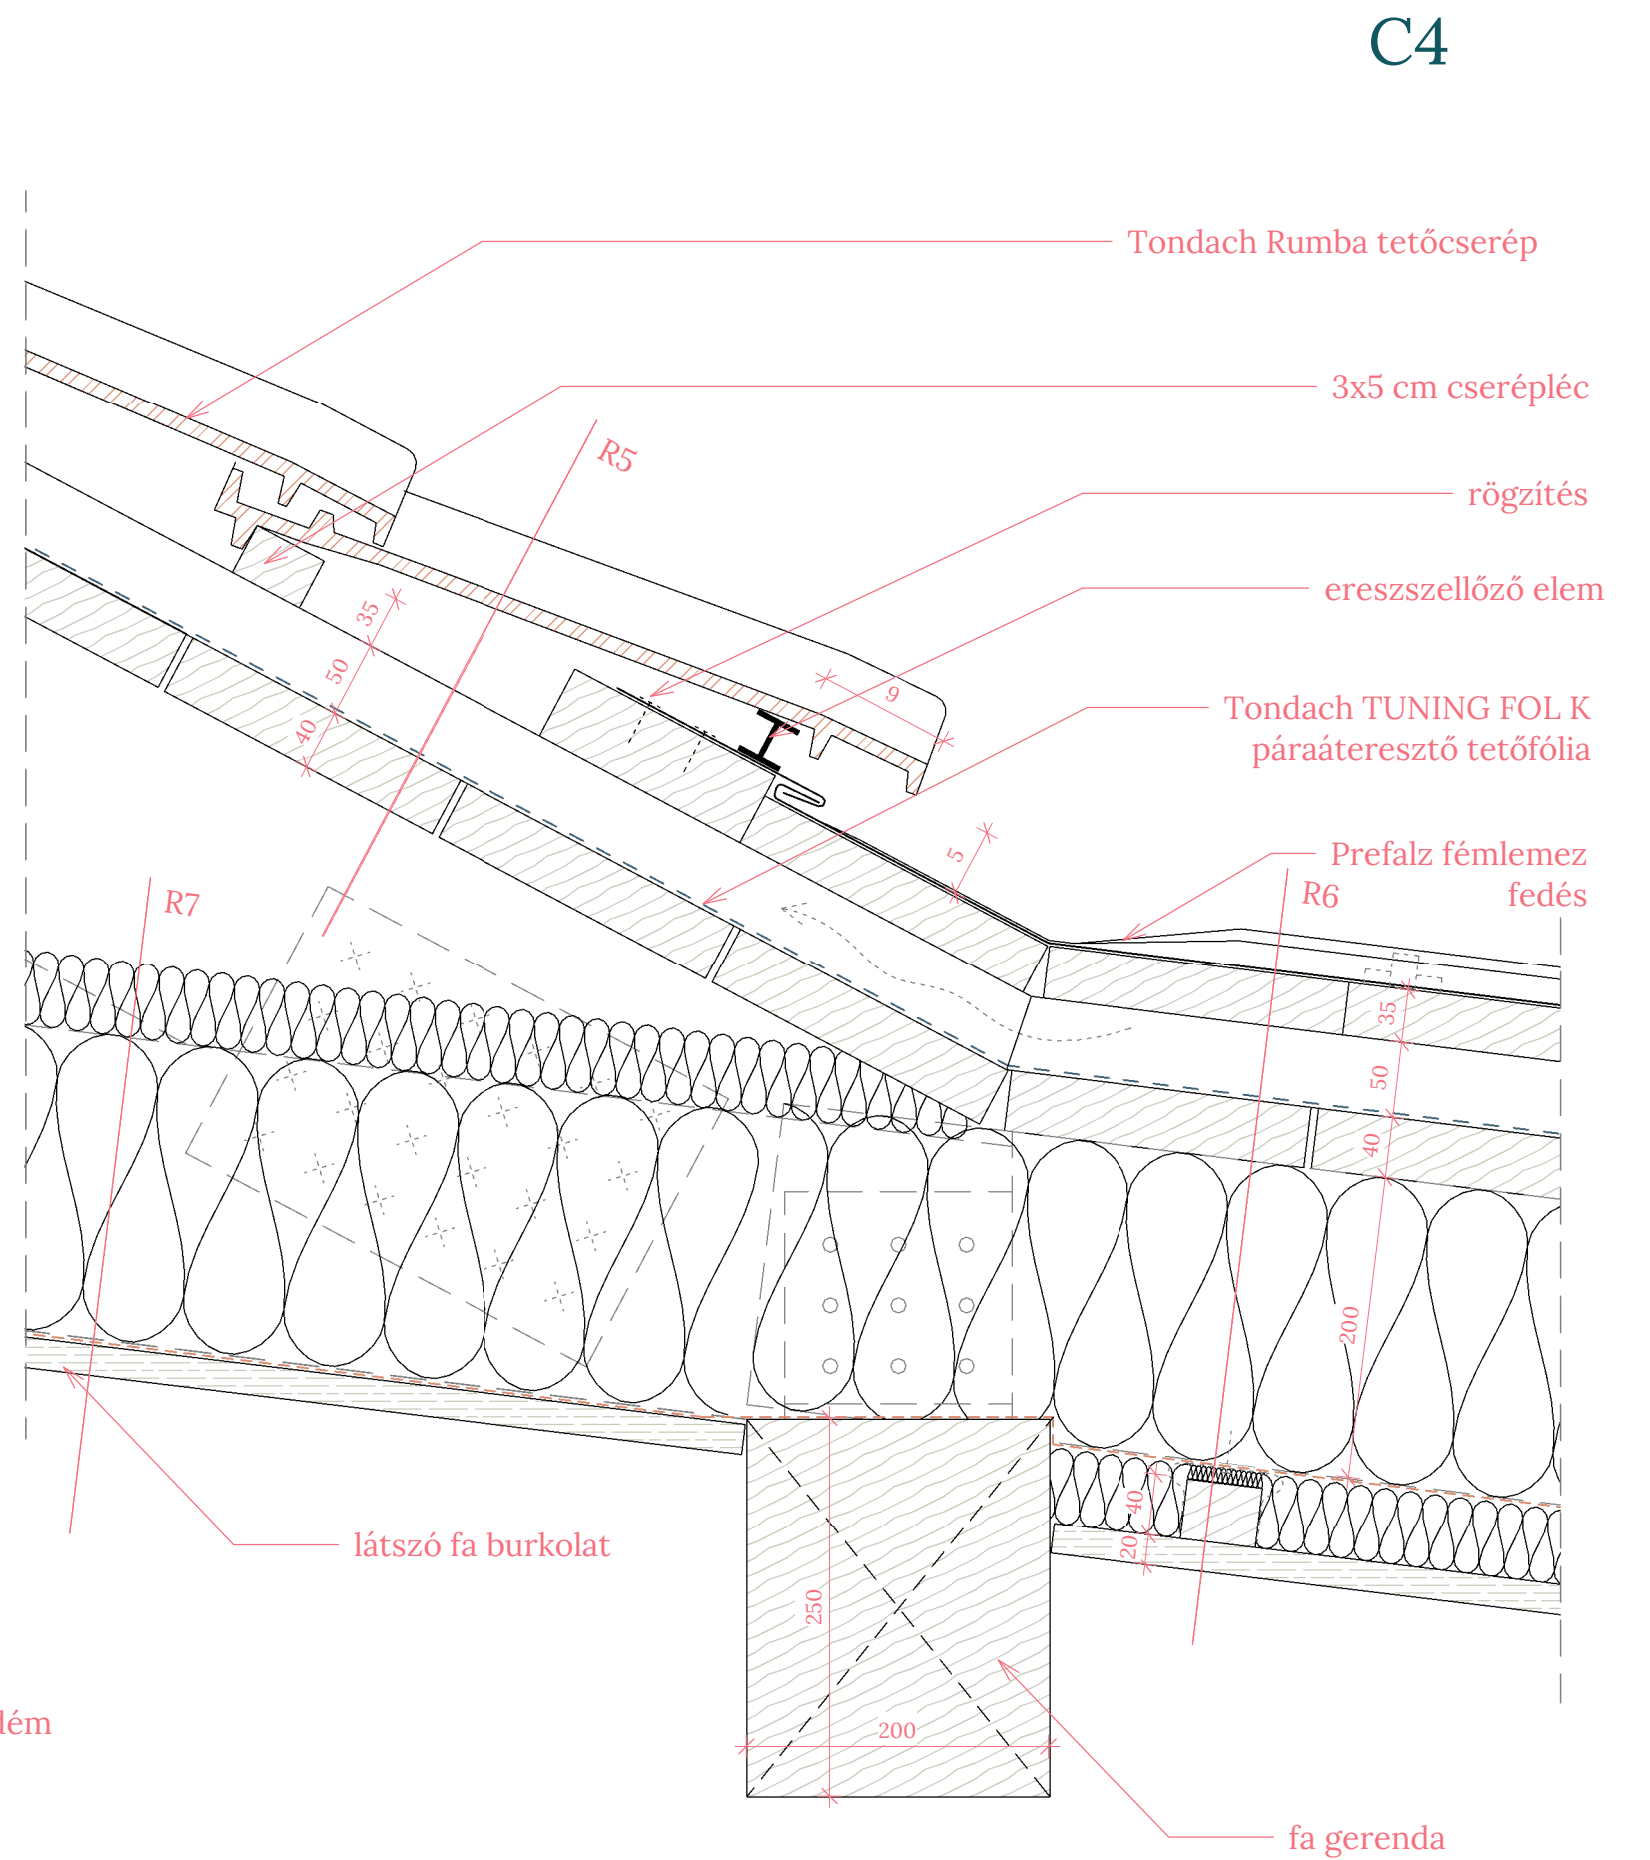 C4
Tondach Rumba tetőcserép
3x5 cm cserépléc
R5
rögzítés
ereszszellőző elem
35
50
40
9
Tondach TUNING FOL K
páraáteresztő tetőfólia
5
Prefalz fémlemez
fedés
R7
R6
35
50
40
200
40
20
látszó fa burkolat
250
200
dém
fa gerenda